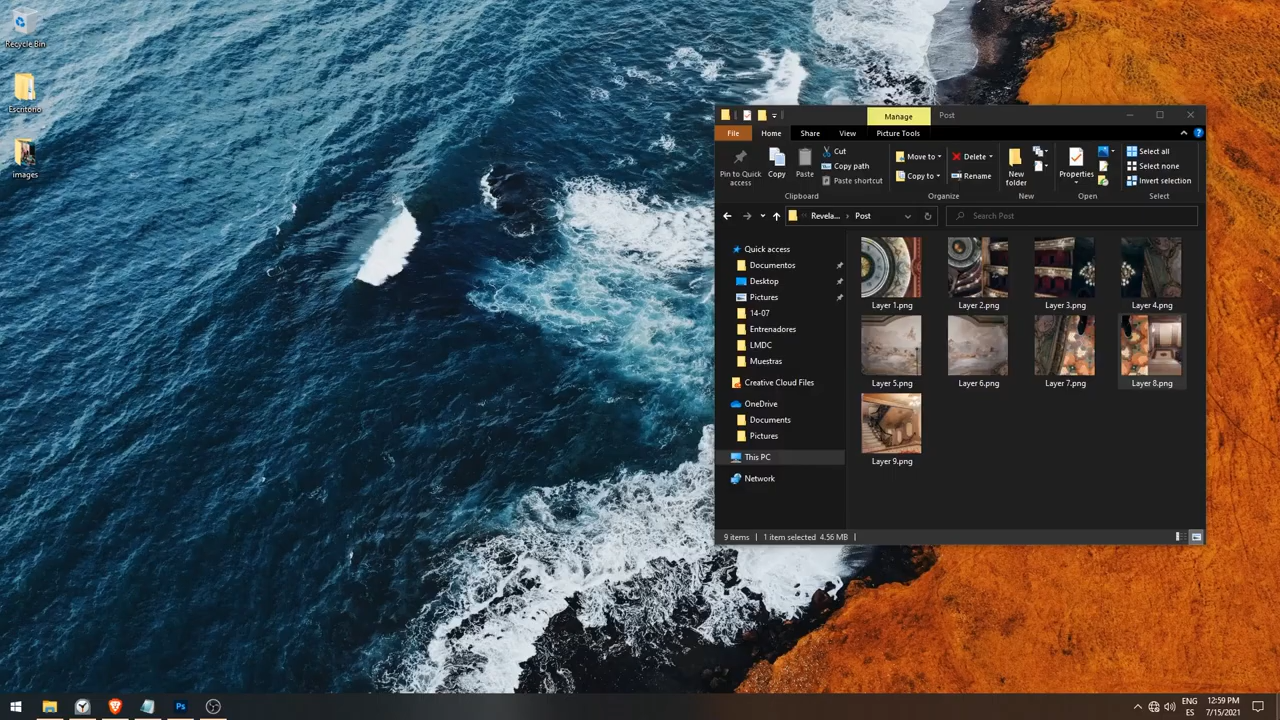 Recycle Bin
Escritorio
images
Manage
Post
File
Home
Share
View
Picture Tools
Pin to Quick access
Copy
Paste
Cut
Copy path
Paste shortcut
Clipboard
Move to
Copy to
Delete
Rename
Organize
New folder
New
Properties
Open
Select all
Select none
Invert selection
Select
Revela...
Post
Search Post
Quick access
Documentos
Desktop
Pictures
14-07
Entrenadores
LMDC
Muestras
Creative Cloud Files
OneDrive
Documents
Pictures
This PC
Network
Layer 1.png
Layer 2.png
Layer 3.png
Layer 4.png
Layer 5.png
Layer 6.png
Layer 7.png
Layer 8.png
Layer 9.png
9 items
1 item selected 4.56 MB
Ps
ENG
ES
12:59 PM
7/15/2021